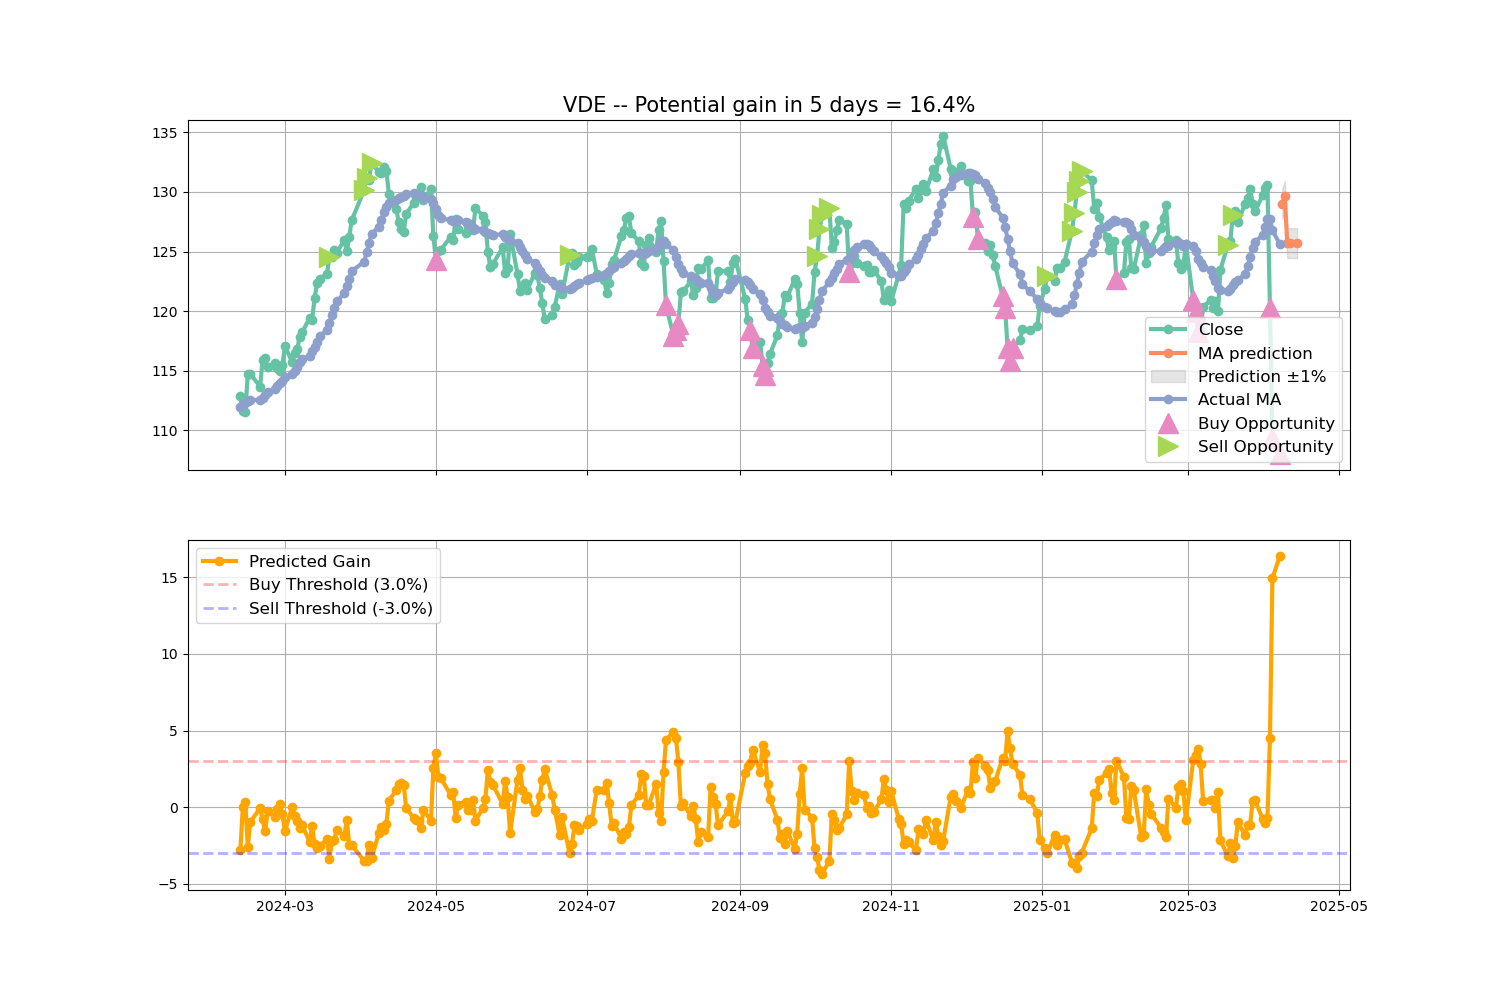 VDE -- Potential gain in 5 days = 16.4%
135
130
125
120
115
110
Close
MA prediction
Prediction ±1%
Actual MA
Buy Opportunity
Sell Opportunity
Predicted Gain
Buy Threshold (3.0%)
Sell Threshold (-3.0%)
15
10
5
0
−5
2024-03 2024-05 2024-07 2024-09 2024-11 2025-01 2025-03 2025-05